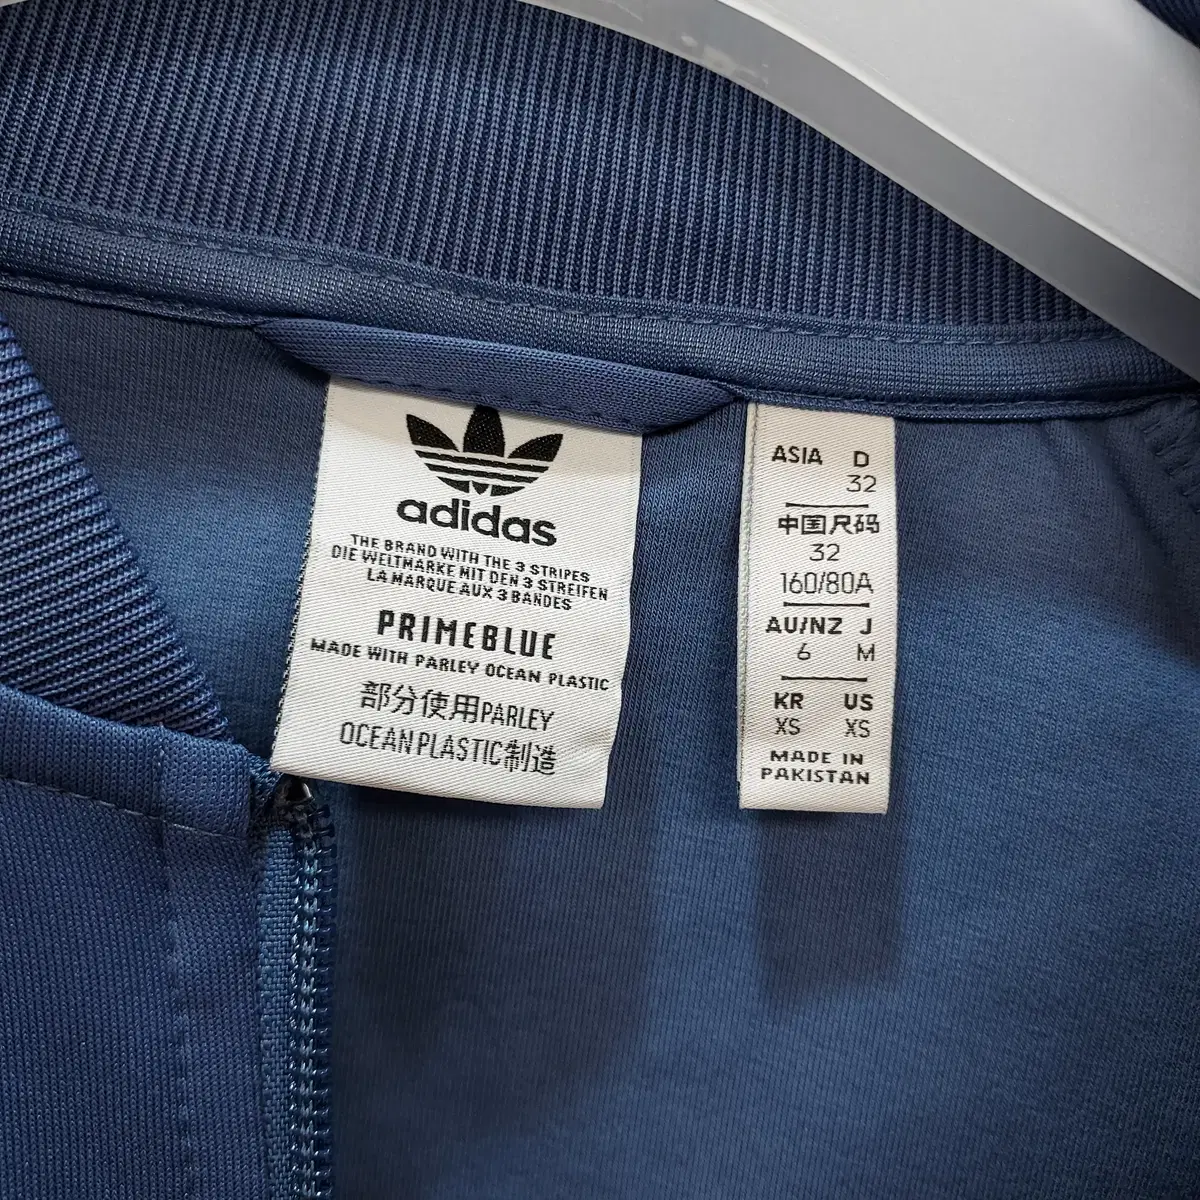 adidas
THE BRAND WITH THE 3 STRIPES
DIE WELTMARKE MIT DEN 3 STREIFEN
LA MARQUE AUX 3 BANDES
PRIMEBLUE
MADE WITH PARLEY OCEAN PLASTIC
部分使用PARLEY
OCEAN PLASTIC制造
ASIA D
32
中国尺码
32
160/80A
AU/NZ J
6 M
KR US
XS XS
MADE IN
PAKISTAN